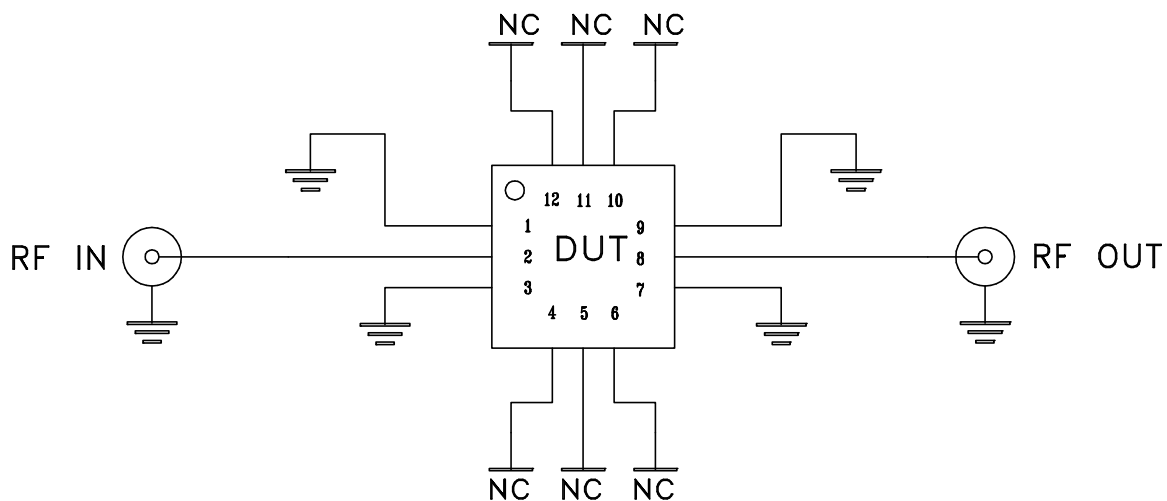 NC NC NC
12 11 10
1 9
RF IN 2 DUT 8 RF OUT
3 7
4 5 6
NC NC NC